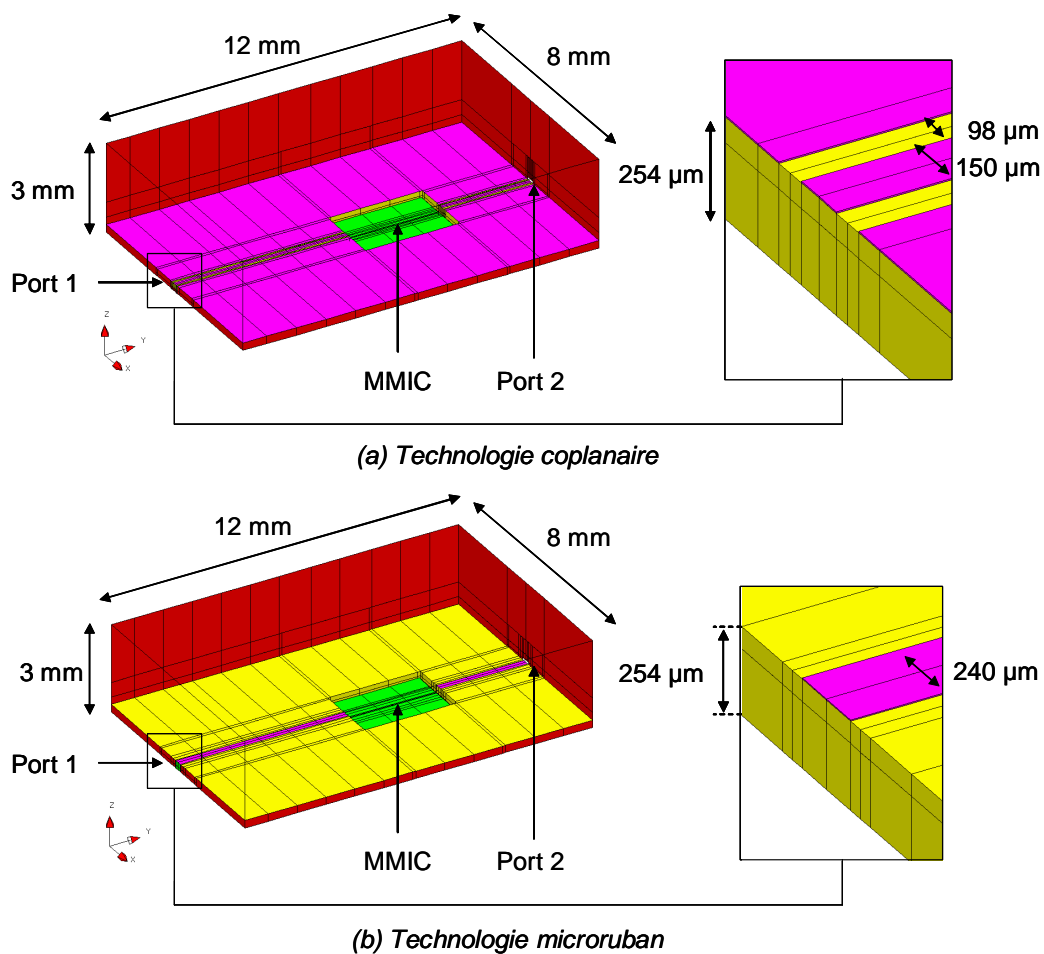 12 mm
8 mm
3 mm
254 µm
98 µm
150 µm
Port 1
Z
Y
X
MMIC
Port 2
(a) Technologie coplanaire
12 mm
8 mm
3 mm
254 µm
240 µm
Port 1
Z
Y
X
MMIC
Port 2
(b) Technologie microruban